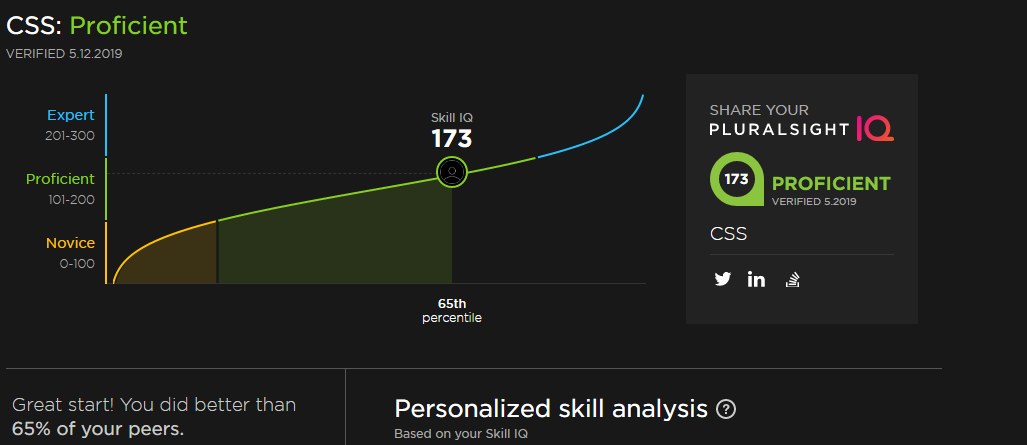 CSS: Proficient
VERIFIED 5.12.2019
Expert
201-300
Proficient
101-200
Novice
0-100
Skill IQ
173
65th
percentile
SHARE YOUR
PLURALSIGHT IQ
173
PROFICIENT
VERIFIED 5.2019
CSS
Great start! You did better than
65% of your peers.
Personalized skill analysis ?
Based on your Skill IQ